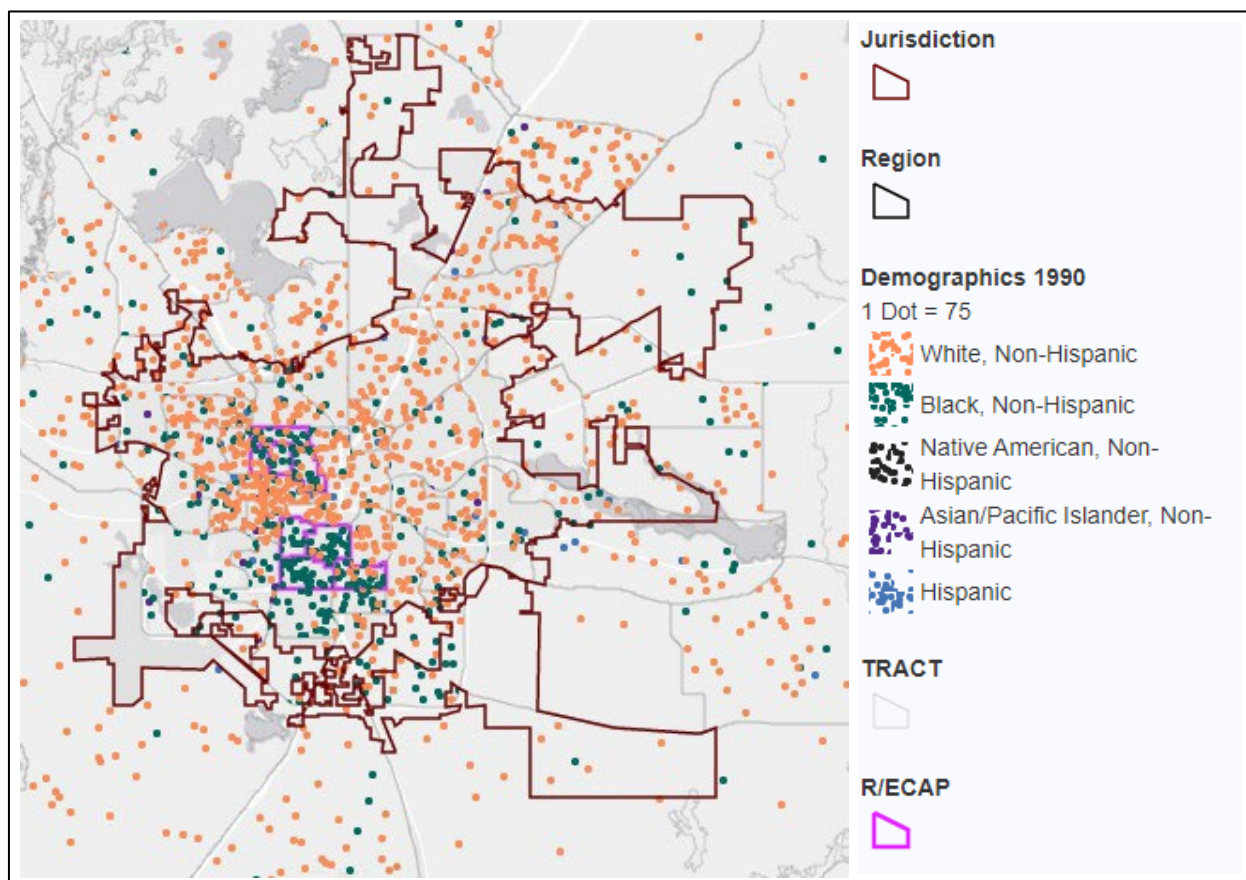 Jurisdiction
Region
Demographics 1990
1 Dot = 75
White, Non-Hispanic
Black, Non-Hispanic
Native American, Non-
Hispanic
Asian/Pacific Islander, Non-
Hispanic
Hispanic
TRACT
R/ECAP